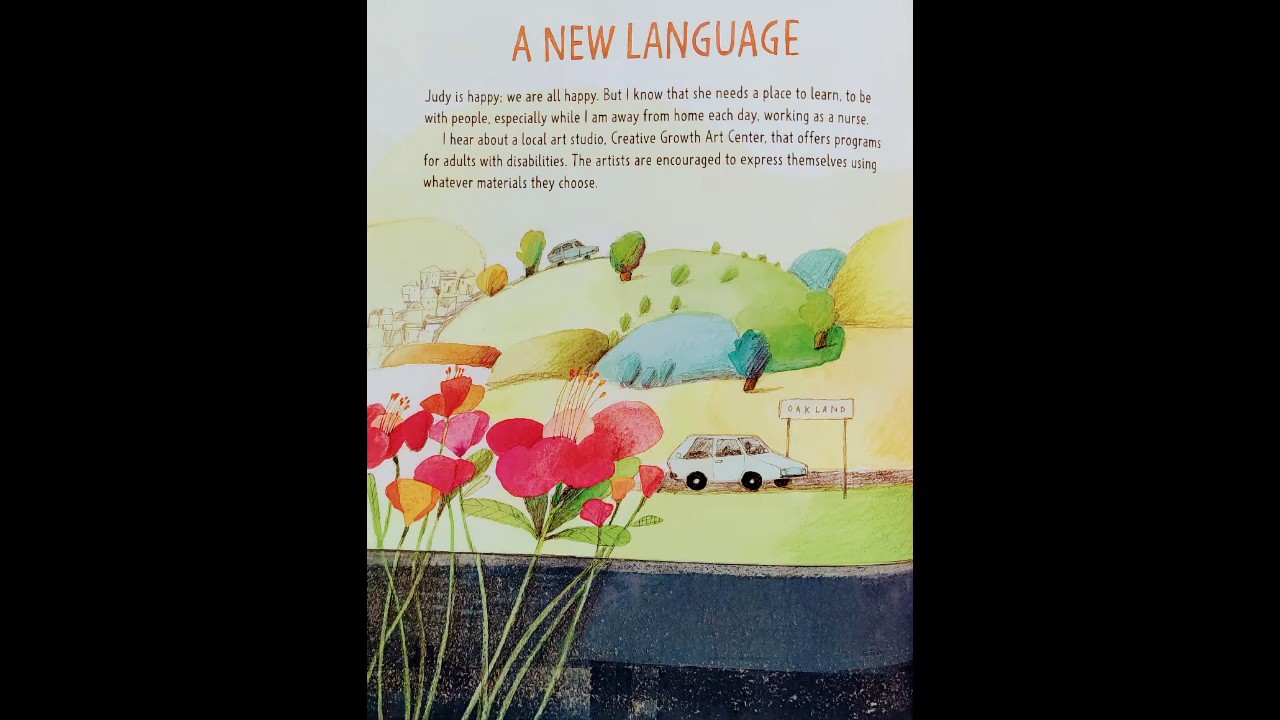 A NEW LANGUAGE
Judy is happy; we are all happy. But I know that she needs a place to learn, to be
with people, especially while I am away from home each day, working as a nurse.
I hear about a local art studio, Creative Growth Art Center, that offers programs
for adults with disabilities. The artists are encouraged to express themselves using
whatever materials they choose.
OAKLAND